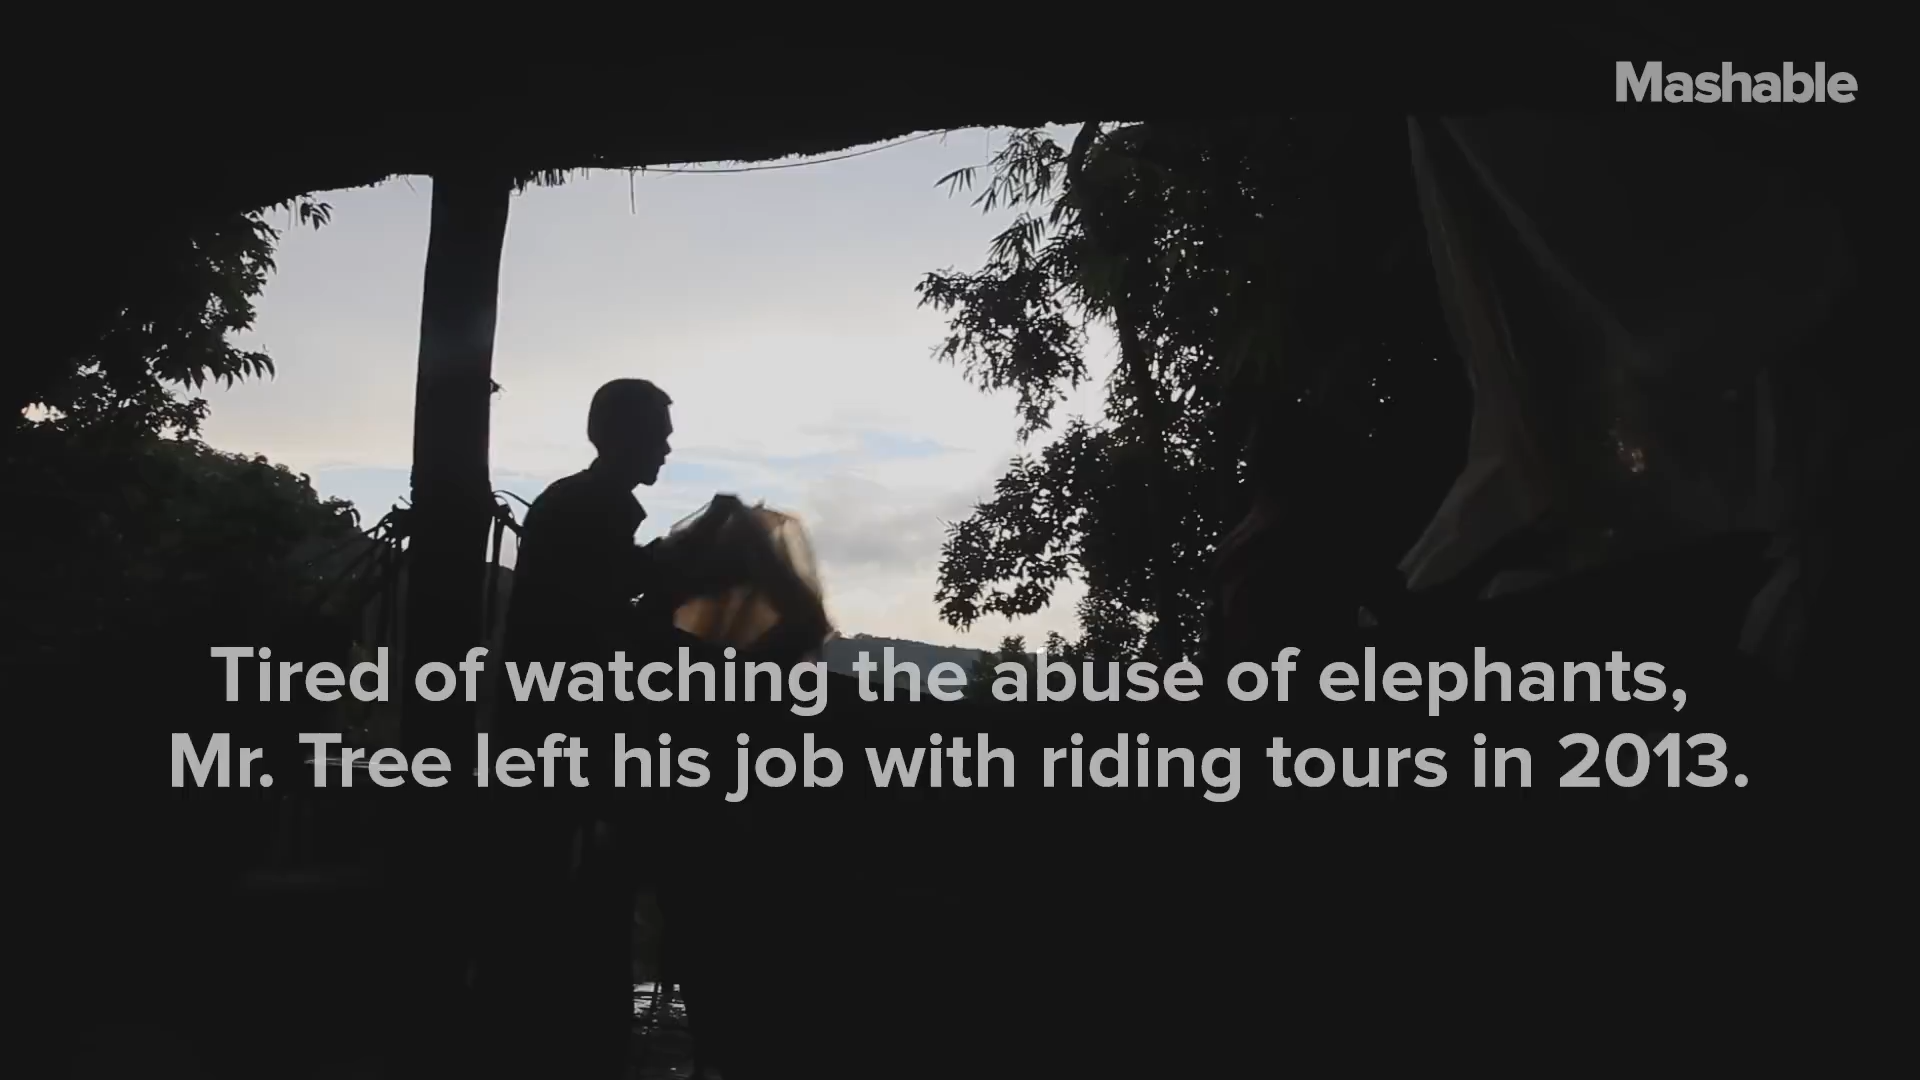 Mashable
Tired of watching the abuse of elephants,
Mr. Tree left his job with riding tours in 2013.